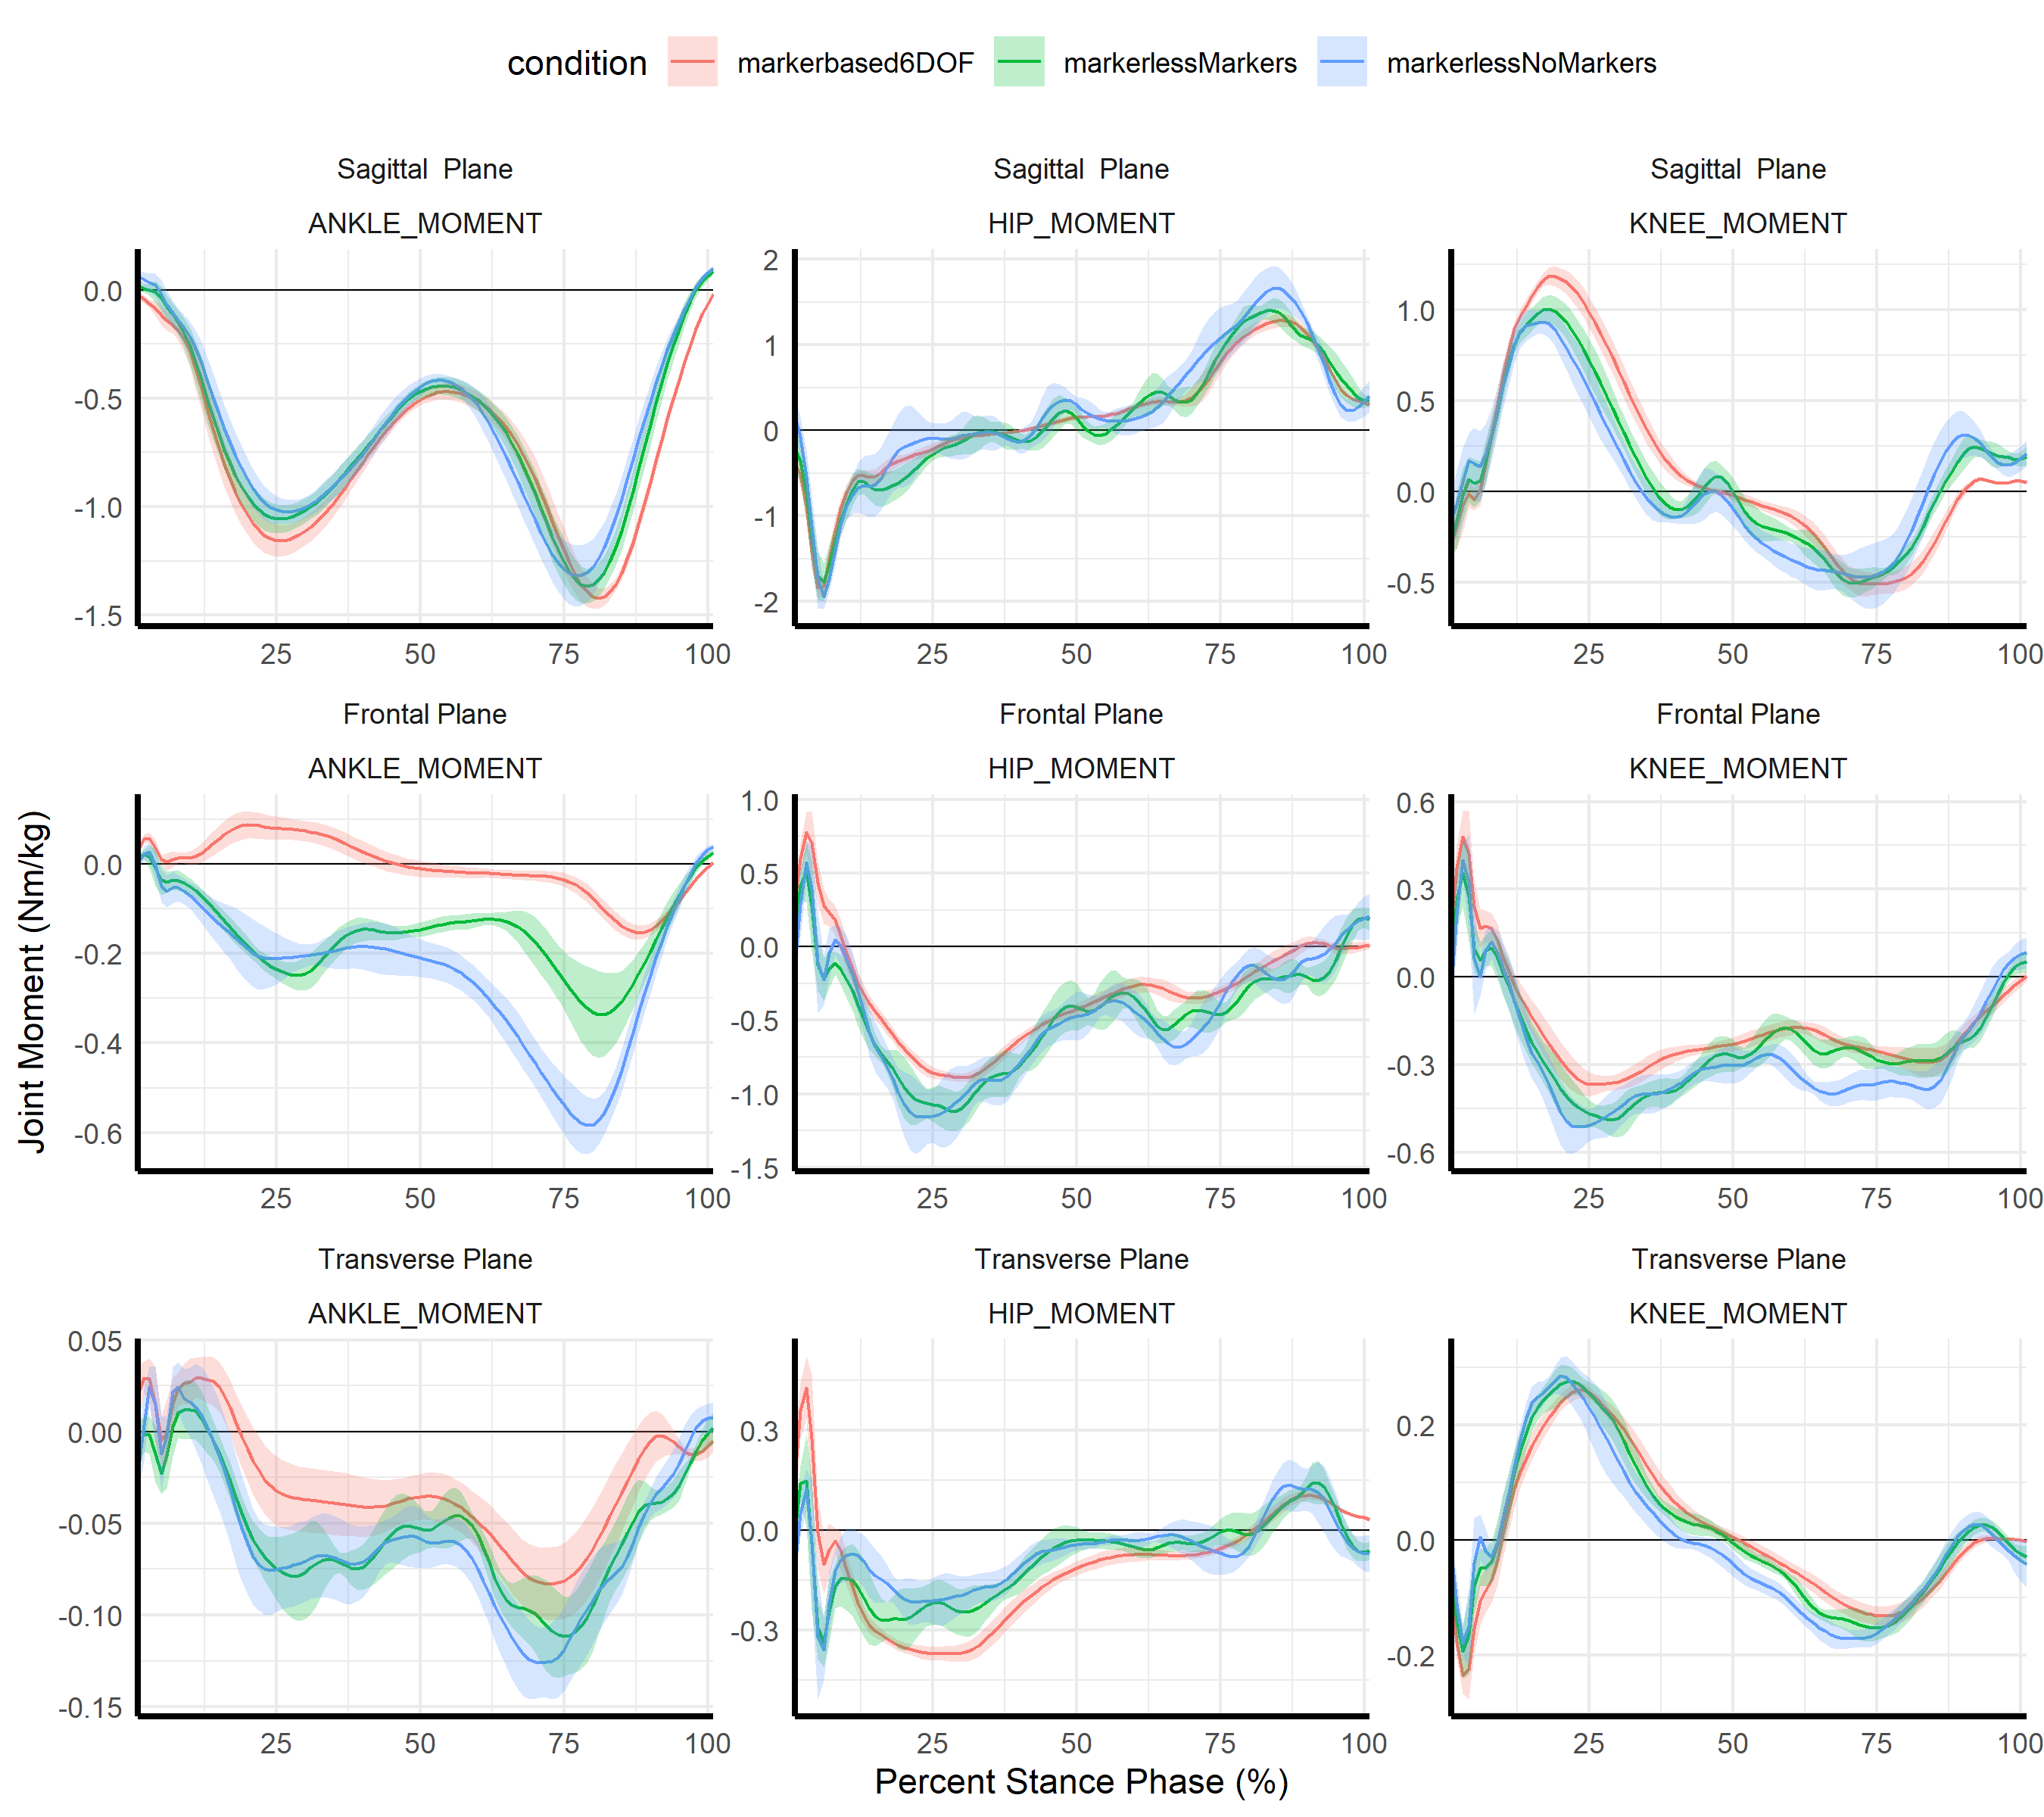 condition markerbased6DOF markerlessMarkers markerlessNoMarkers
Sagittal  Plane Sagittal  Plane Sagittal  Plane
ANKLE_MOMENT HIP_MOMENT KNEE_MOMENT
0.0
-0.5
-1.0
-1.5
25 50 75 100
2
1
0
-1
-2
25 50 75 100
1.0
0.5
0.0
-0.5
25 50 75 100
Frontal Plane Frontal Plane Frontal Plane
ANKLE_MOMENT HIP_MOMENT KNEE_MOMENT
Joint Moment (Nm/kg)
0.0
-0.2
-0.4
-0.6
25 50 75 100
1.0
0.5
0.0
-0.5
-1.0
-1.5
25 50 75 100
0.6
0.3
0.0
-0.3
-0.6
25 50 75 100
Transverse Plane Transverse Plane Transverse Plane
ANKLE_MOMENT HIP_MOMENT KNEE_MOMENT
0.05
0.00
-0.05
-0.10
-0.15
25 50 75 100
0.3
0.0
-0.3
25 50 75 100
0.2
0.0
-0.2
25 50 75 100
Percent Stance Phase (%)